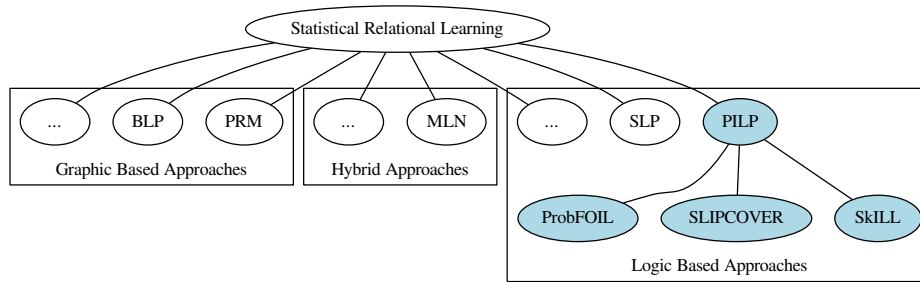 Statistical Relational Learning
...
BLP
PRM
...
MLN
...
SLP
PILP
Graphic Based Approaches
Hybrid Approaches
ProbFOIL
SLIPCOVER
SkILL
Logic Based Approaches